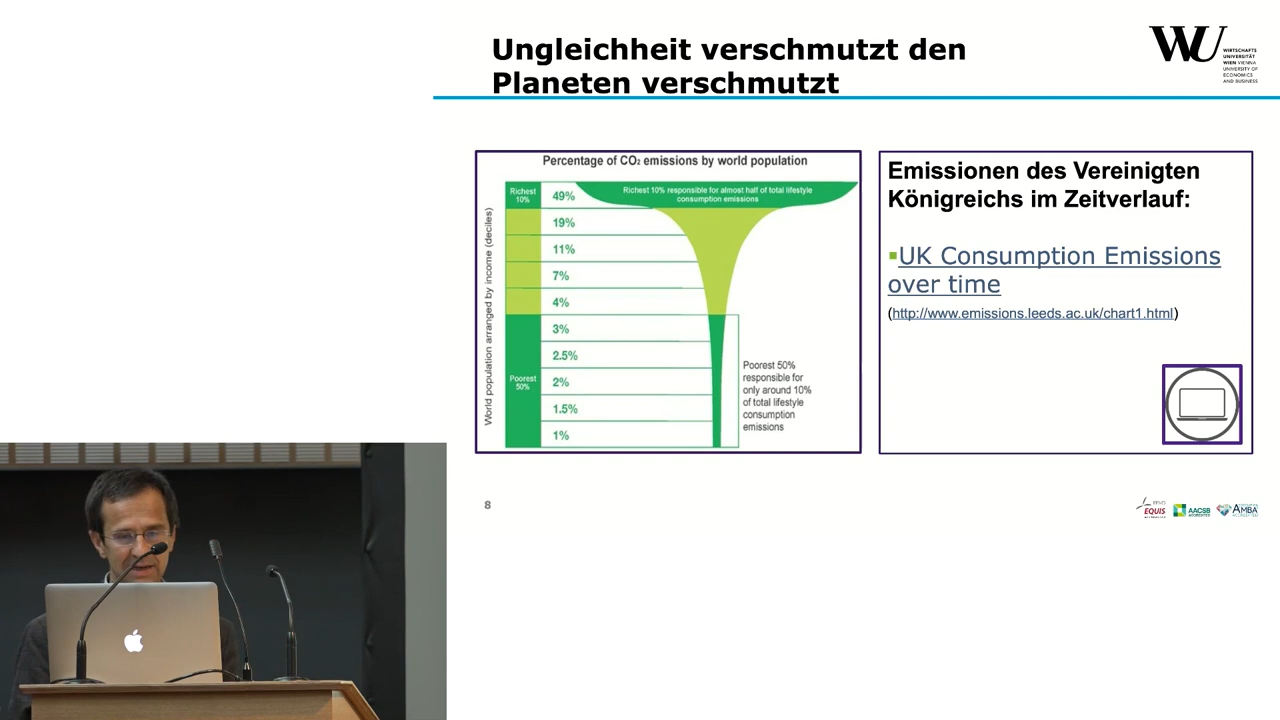 Ungleichheit verschmutzt den
Planeten verschmutzt
WU
WIRTSCHAFTS
UNIVERSITÄT
WIEN VIENNA
UNIVERSITY OF
ECONOMICS
AND BUSINESS
Percentage of CO₂ emissions by world population
World population arranged by income (deciles)
Richest
10%
49%
Richest 10% responsible for almost half of total lifestyle
consumption emissions
19%
11%
7%
4%
3%
2.5%
Poorest
50%
2%
1.5%
1%
Poorest 50%
responsible for
only around 10%
of total lifestyle
consumption
emissions
Emissionen des Vereinigten
Königreichs im Zeitverlauf:
▪UK Consumption Emissions
over time
(http://www.emissions.leeds.ac.uk/chart1.html)
8
EQUIS
AACSB
ACCREDITED
AMBA
ACCREDITED